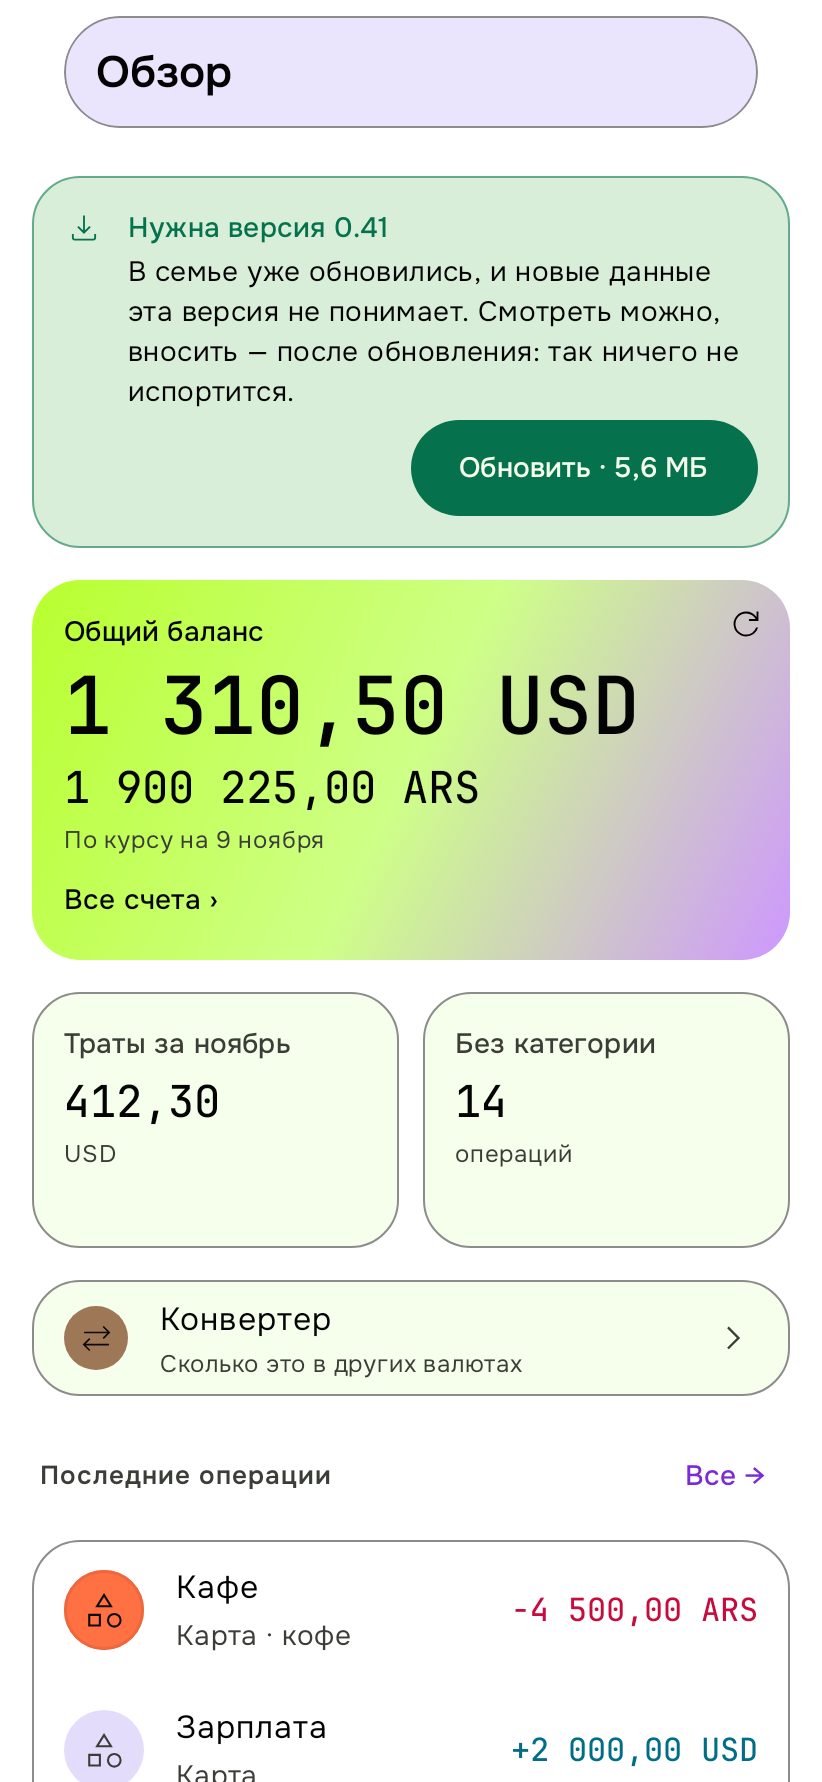 Обзор
Нужна версия 0.41
В семье уже обновились, и новые данные
эта версия не понимает. Смотреть можно,
вносить — после обновления: так ничего не
испортится.
Обновить · 5,6 МБ
Общий баланс
1 310,50 USD
1 900 225,00 ARS
По курсу на 9 ноября
Все счета ›
Траты за ноябрь
412,30
USD
Без категории
14
операций
Конвертер
Сколько это в других валютах
Последние операции
Все →
Кафе
-4 500,00 ARS
Карта · кофе
Зарплата
+2 000,00 USD
Карта